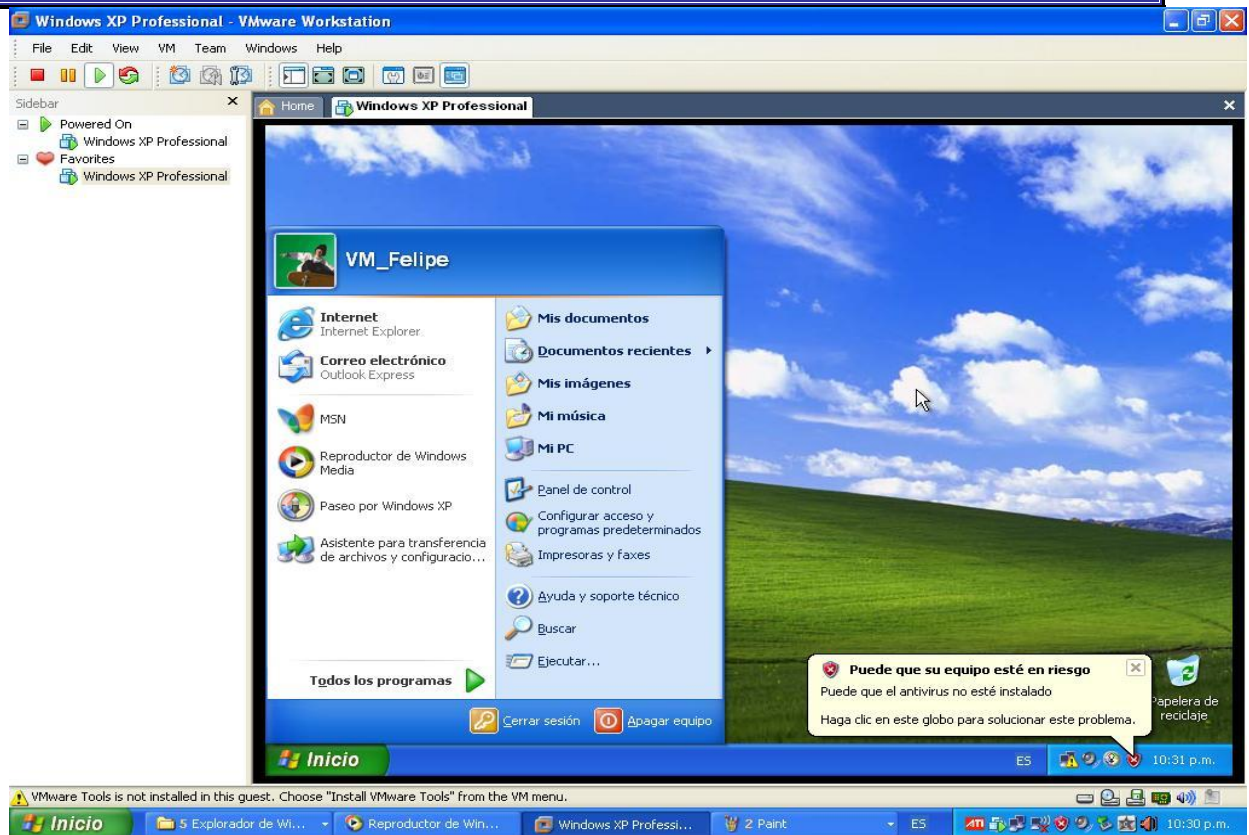 Windows XP Professional - VMware Workstation
File Edit View VM Team Windows Help
Sidebar
Home
Windows XP Professional
Powered On
Windows XP Professional
Favorites
Windows XP Professional
VM_Felipe
Internet
Internet Explorer
Correo electrónico
Outlook Express
MSN
Reproductor de Windows
Media
Paseo por Windows XP
Asistente para transferencia
de archivos y configuracio...
Todos los programas
Mis documentos
Documentos recientes
Mis imágenes
Mi música
Mi PC
Panel de control
Configurar acceso y
programas predeterminados
Impresoras y faxes
Ayuda y soporte técnico
Buscar
Ejecutar...
Cerrar sesión
Apagar equipo
Puede que su equipo esté en riesgo
Puede que el antivirus no esté instalado
Haga clic en este globo para solucionar este problema.
Papelera de
reciclaje
Inicio
ES
10:31 p.m.
VMware Tools is not installed in this guest. Choose "Install VMware Tools" from the VM menu.
Inicio
5 Explorador de Wi...
Reproductor de Win...
Windows XP Professi...
2 Paint
ES
ATI
10:30 p.m.